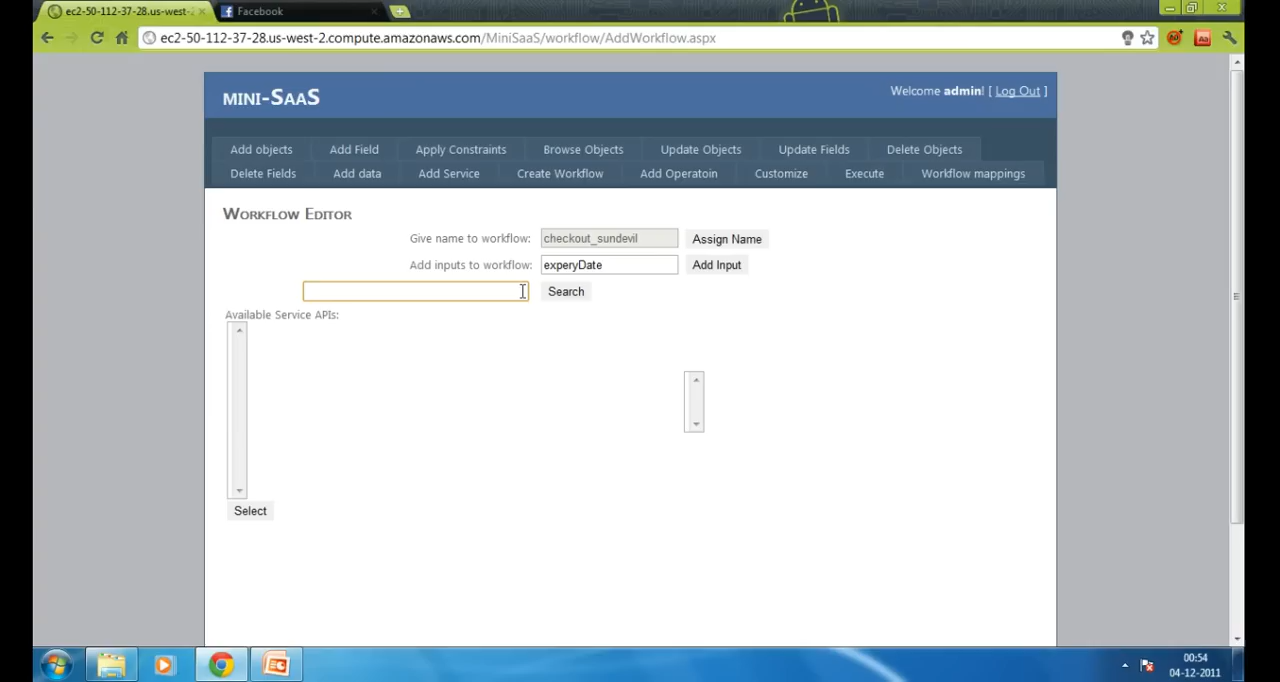 ec2-50-112-37-28.us-west-2
Facebook
ec2-50-112-37-28.us-west-2.compute.amazonaws.com/MiniSaaS/workflow/AddWorkflow.aspx
MINI-SAAS
Welcome admin! [ Log Out ]
Add objects Add Field Apply Constraints Browse Objects Update Objects Update Fields Delete Objects
Delete Fields Add data Add Service Create Workflow Add Operatoin Customize Execute Workflow mappings
WORKFLOW EDITOR
Give name to workflow: checkout_sundevil Assign Name
Add inputs to workflow: experyDate Add Input
Search
Available Service APIs:
Select
00:54
04-12-2011